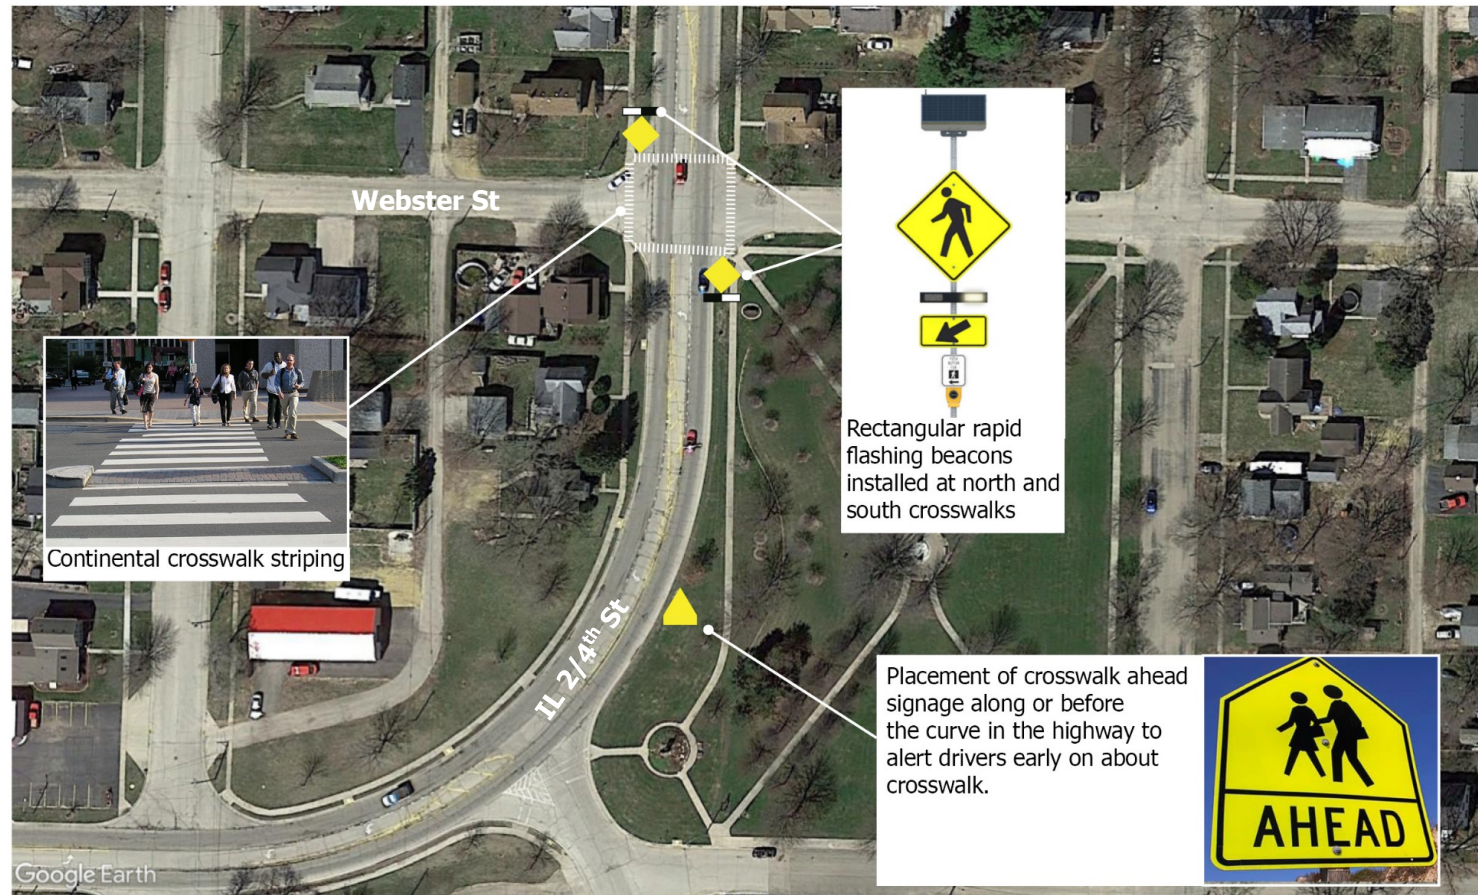 Webster St
Rectangular rapid
flashing beacons
installed at north and
south crosswalks
Continental crosswalk striping
IL 2/4th St
Placement of crosswalk ahead
signage along or before
the curve in the highway to
alert drivers early on about
crosswalk.
AHEAD
Google Earth